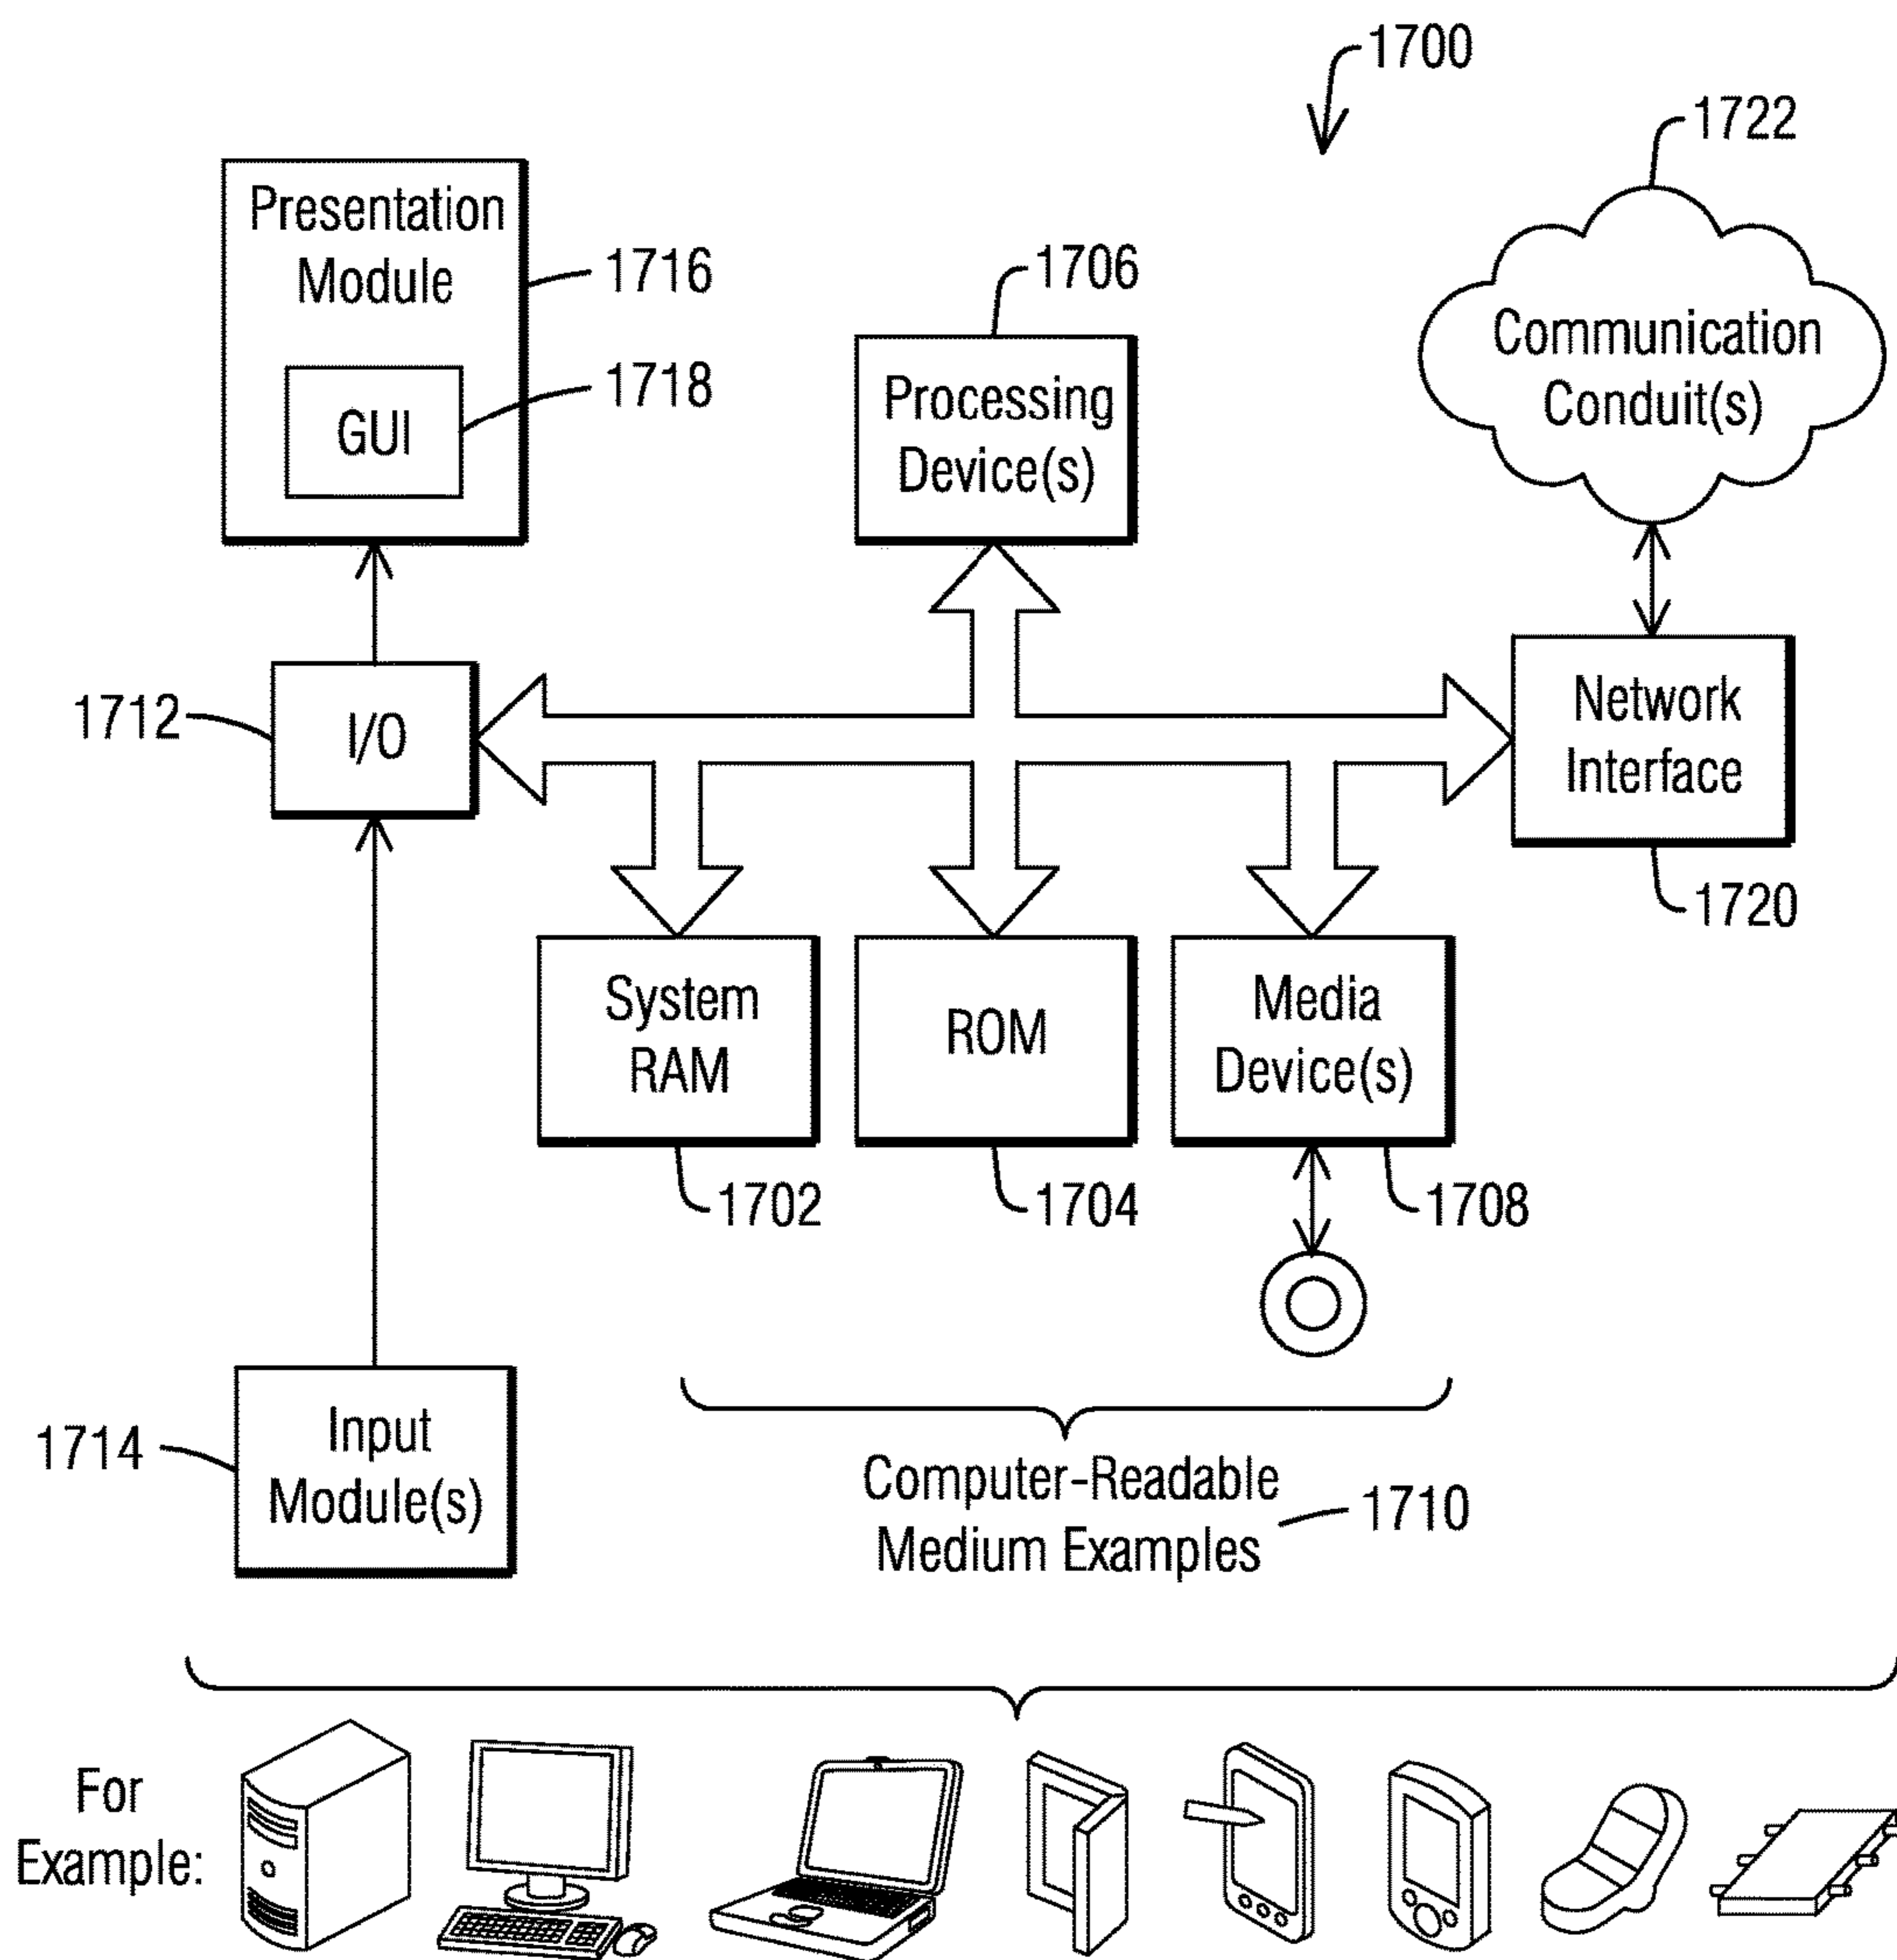 1700
1722
Presentation
Module
1716
1706
GUI
1718
Processing
Device(s)
Communication
Conduit(s)
1712
I/O
Network
Interface
1720
System
RAM
ROM
Media
Device(s)
1702
1704
1708
1714
Input
Module(s)
Computer-Readable
Medium Examples
1710
For
Example: